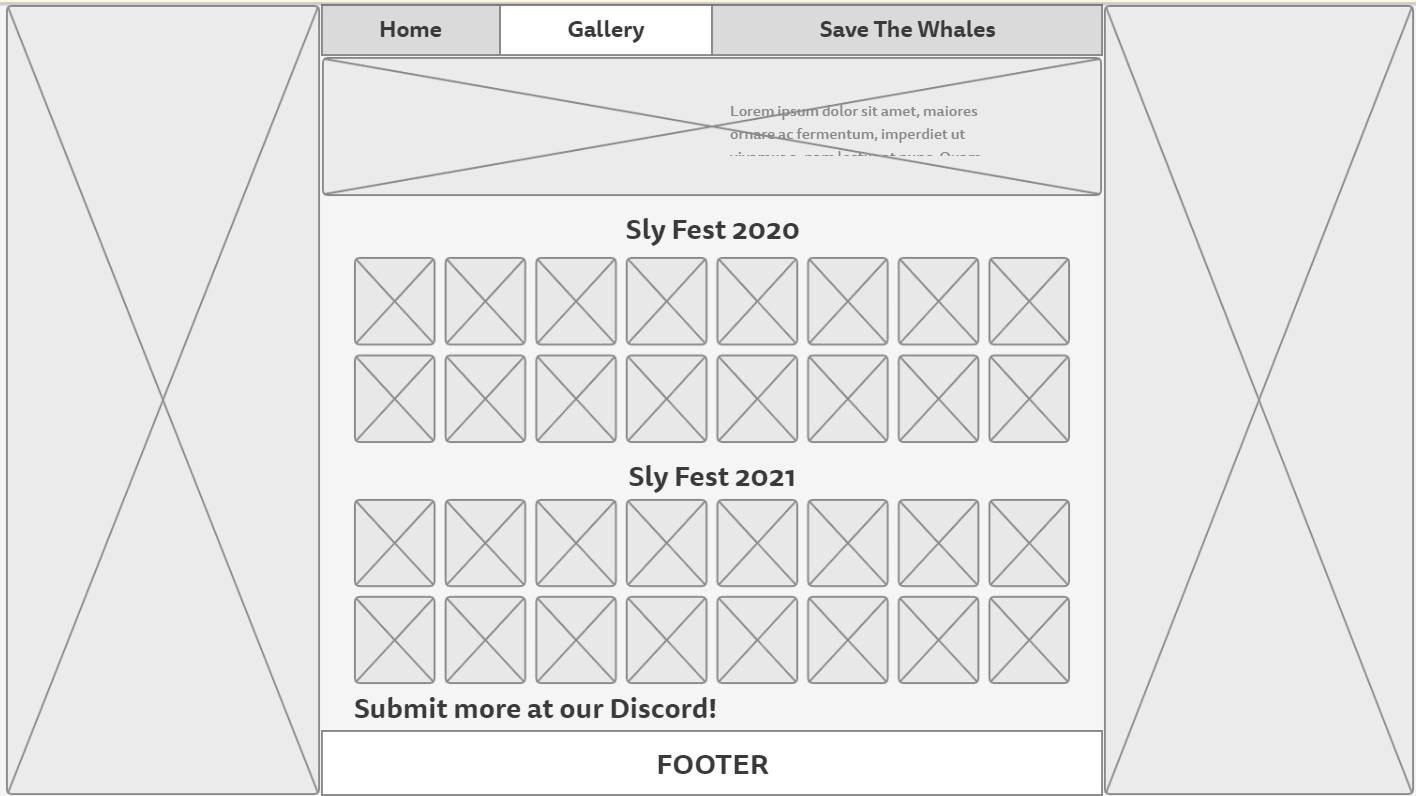 Home
Gallery
Save The Whales
Lorem ipsum dolor sit amet, maiores
ornare ac fermentum, imperdiet ut
Sly Fest 2020
Sly Fest 2021
Submit more at our Discord!
FOOTER